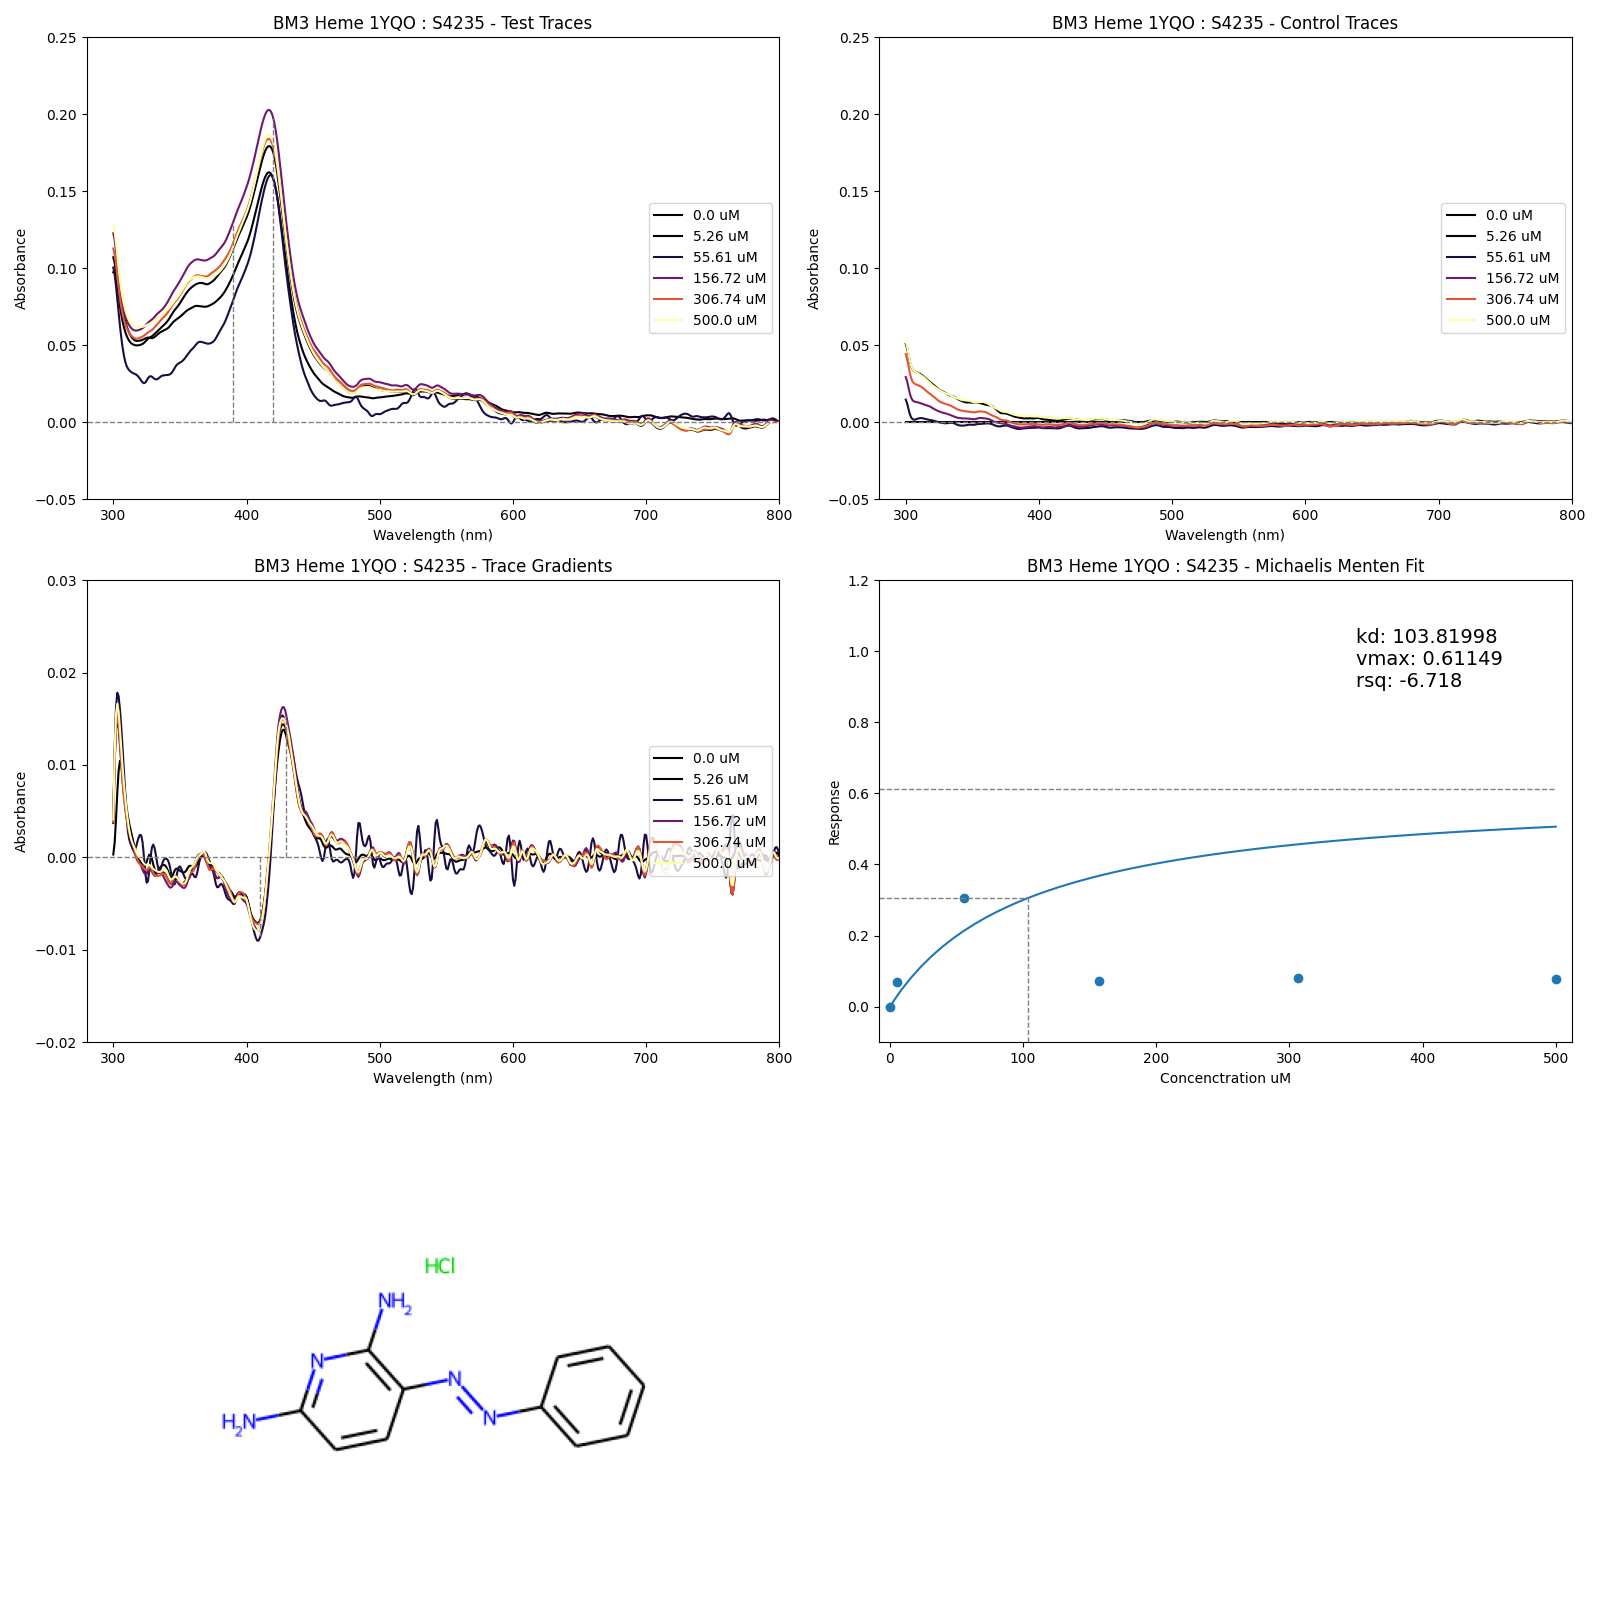 BM3 Heme 1YQO : S4235 - Test Traces
0.25
0.20
0.15
0.10
0.05
0.00
−0.05
Absorbance
300
400
500
600
700
800
Wavelength (nm)
0.0 uM
5.26 uM
55.61 uM
156.72 uM
306.74 uM
500.0 uM
BM3 Heme 1YQO : S4235 - Control Traces
0.25
0.20
0.15
0.10
0.05
0.00
−0.05
Absorbance
300
400
500
600
700
800
Wavelength (nm)
0.0 uM
5.26 uM
55.61 uM
156.72 uM
306.74 uM
500.0 uM
BM3 Heme 1YQO : S4235 - Trace Gradients
0.03
0.02
0.01
0.00
−0.01
−0.02
Absorbance
300
400
500
600
700
800
Wavelength (nm)
0.0 uM
5.26 uM
55.61 uM
156.72 uM
306.74 uM
500.0 uM
BM3 Heme 1YQO : S4235 - Michaelis Menten Fit
1.2
1.0
0.8
0.6
0.4
0.2
0.0
Response
kd: 103.81998
vmax: 0.61149
rsq: -6.718
0
100
200
300
400
500
Concenctration uM
HCl
NH2
N
N
H2N
N